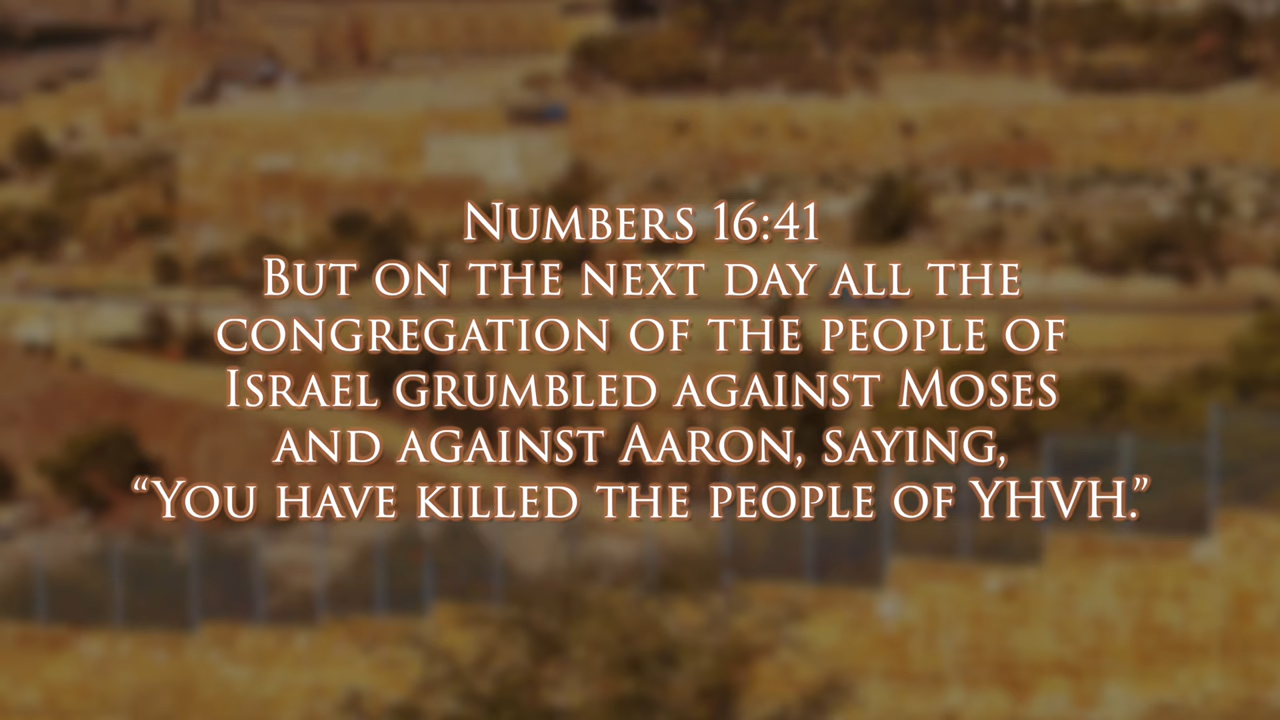 Numbers 16:41
But on the next day all the
congregation of the people of
Israel grumbled against Moses
and against Aaron, saying,
“You have killed the people of YHVH.”